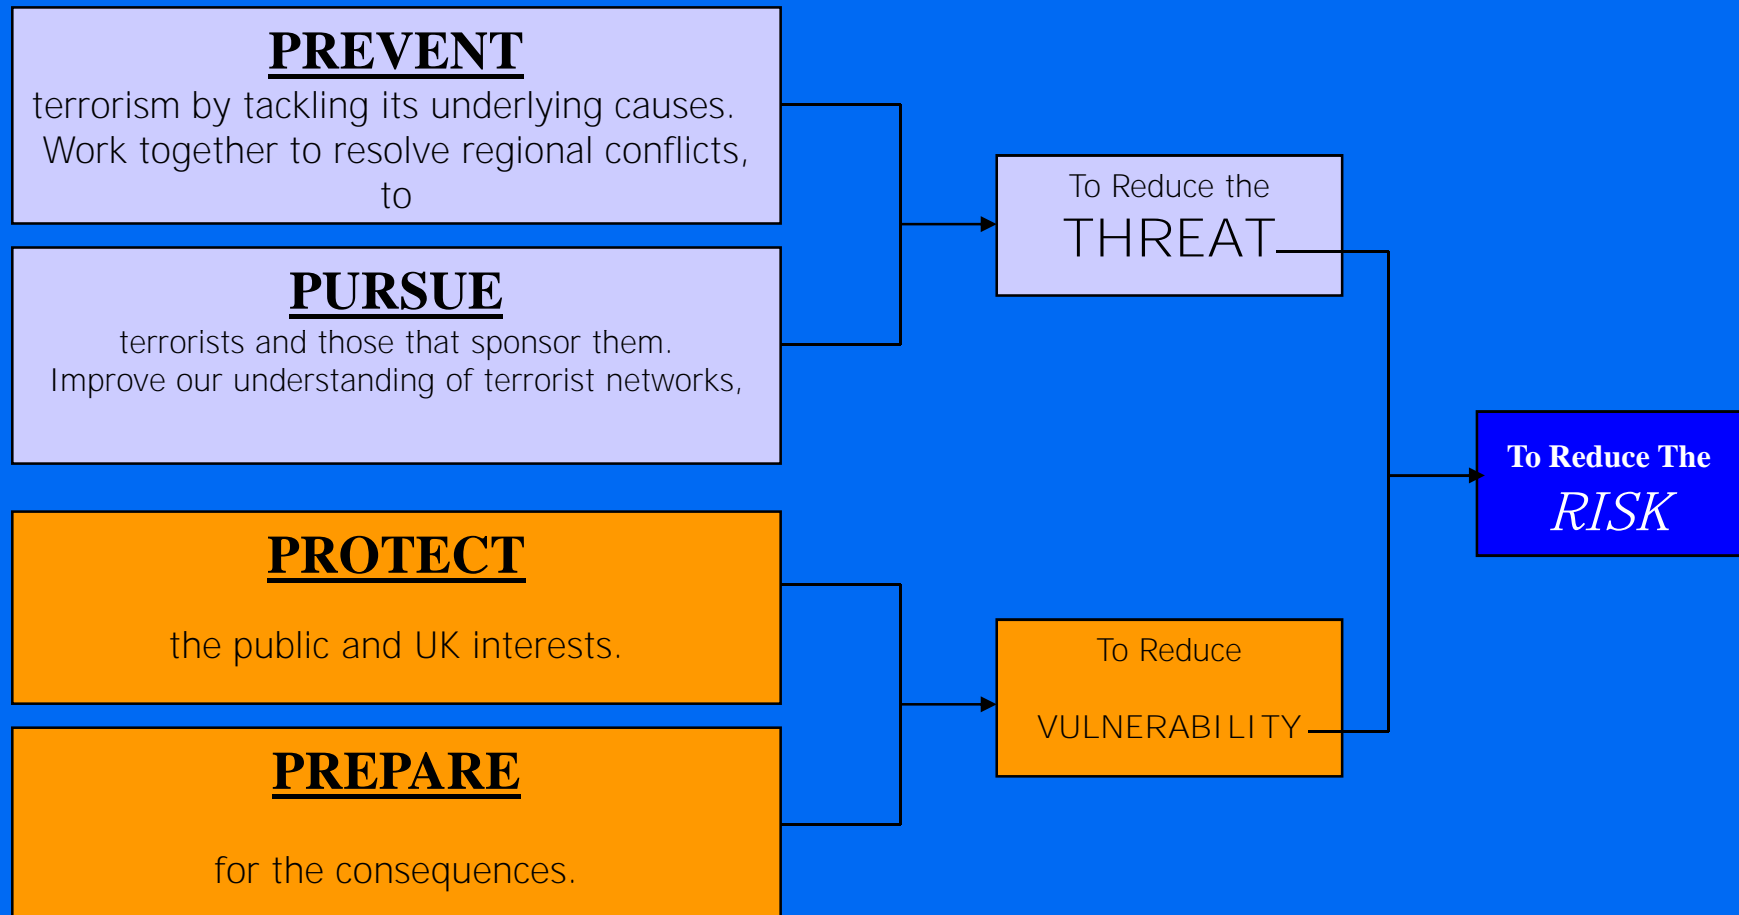 PREVENT
terrorism by tackling its underlying causes.
Work together to resolve regional conflicts,
to
PURSUE
terrorists and those that sponsor them.
Improve our understanding of terrorist networks,
PROTECT
the public and UK interests.
PREPARE
for the consequences.
To Reduce the
THREAT
To Reduce
VULNERABILITY
To Reduce The
RISK